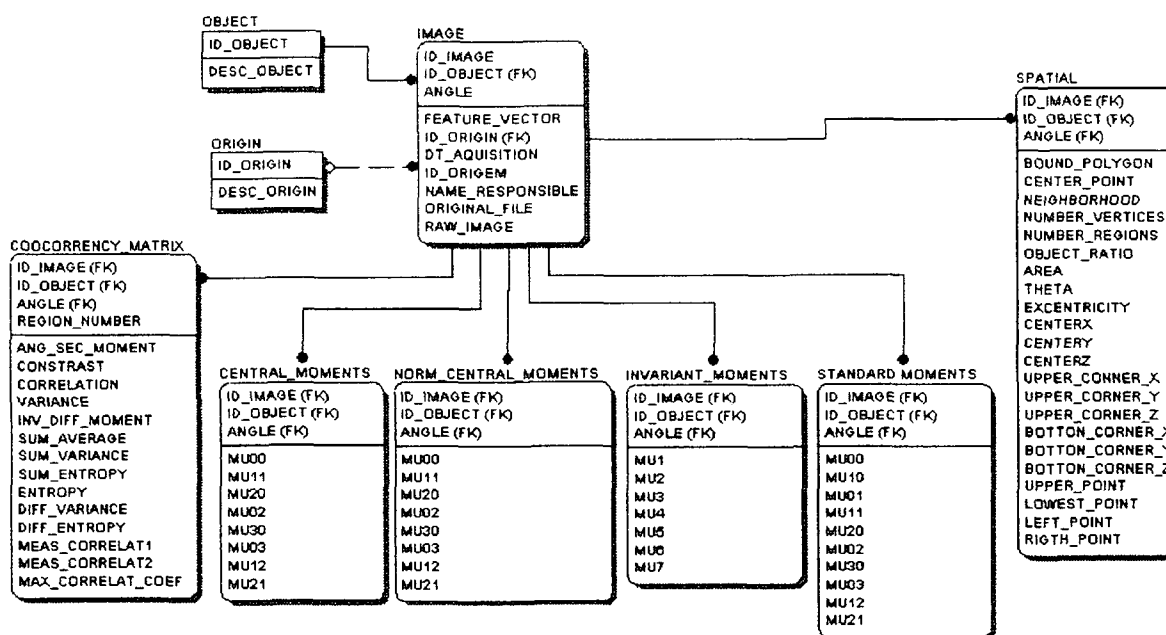 OBJECT
ID_OBJECT
DESC_OBJECT
ORIGIN
ID_ORIGIN
DESC_ORIGIN
IMAGE
ID_IMAGE
ID_OBJECT (FK)
ANGLE
FEATURE_VECTOR
ID_ORIGIN (FK)
DT_AQUISITION
ID_ORIGEM
NAME_RESPONSIBLE
ORIGINAL_FILE
RAW_IMAGE
SPATIAL
ID_IMAGE (FK)
ID_OBJECT (FK)
ANGLE (FK)
BOUND_POLYGON
CENTER_POINT
NEIGHBORHOOD
NUMBER_VERTICES
NUMBER_REGIONS
OBJECT_RATIO
AREA
THETA
EXCENTRICITY
CENTERX
CENTERY
CENTERZ
UPPER_CONNER_X
UPPER_CORNER_Y
UPPER_CORNER_Z
BOTTON_CORNER_X
BOTTON_CORNER_Y
BOTTON_CORNER_Z
UPPER_POINT
LOWEST_POINT
LEFT_POINT
RIGTH_POINT
COOCORRENCY_MATRIX
ID_IMAGE (FK)
ID_OBJECT (FK)
ANGLE (FK)
REGION_NUMBER
ANG_SEC_MOMENT
CONSTRAST
CORRELATION
VARIANCE
INV_DIFF_MOMENT
SUM_AVERAGE
SUM_VARIANCE
SUM_ENTROPY
ENTROPY
DIFF_VARIANCE
DIFF_ENTROPY
MEAS_CORRELAT1
MEAS_CORRELAT2
MAX_CORRELAT_COEF
CENTRAL_MOMENTS
ID_IMAGE (FK)
ID_OBJECT (FK)
ANGLE (FK)
MU00
MU11
MU20
MU02
MU30
MU03
MU12
MU21
NORM_CENTRAL_MOMENTS
ID_IMAGE (FK)
ID_OBJECT (FK)
ANGLE (FK)
MU00
MU11
MU20
MU02
MU30
MU03
MU12
MU21
INVARIANT_MOMENTS
ID_IMAGE (FK)
ID_OBJECT (FK)
ANGLE (FK)
MU1
MU2
MU3
MU4
MU5
MU6
MU7
STANDARD MOMENTS
ID_IMAGE (FK)
ID_OBJECT (FK)
ANGLE (FK)
MU00
MU10
MU01
MU11
MU20
MU02
MU30
MU03
MU12
MU21